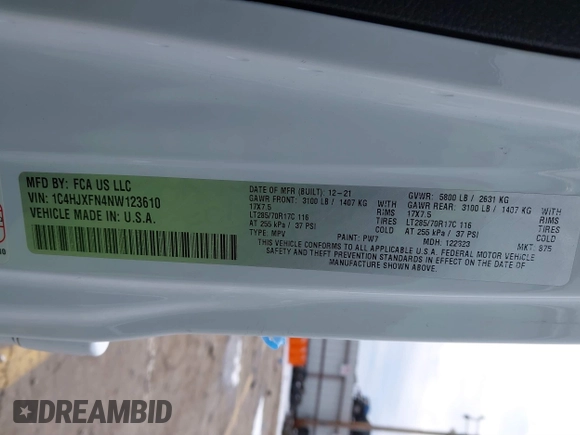 MFD BY: FCA US LLC
VIN: 1C4HJXFN4NW123610
VEHICLE MADE IN: U.S.A.
DATE OF MFR (BUILT): 12-21
GAWR FRONT: 3100 LB / 1407 KG WITH
17X7.5 RIMS
LT285/70R17C 116 TIRES
AT 255 kPa / 37 PSI COLD
TYPE: MPV PAINT: PW7
GVWR: 5800 LB / 2631 KG
GAWR REAR: 3100 LB / 1407 KG WITH
17X7.5 RIMS
LT285/70R17C 116 TIRES
AT 255 kPa / 37 PSI COLD
MDH: 122323 MKT: 975
CONFORMS TO ALL APPLICABLE U.S.A. FEDERAL MOTOR VEHICLE
SAFETY AND THEFT PREVENTION STANDARDS IN EFFECT ON THE DATE OF
MANUFACTURE SHOWN ABOVE.
DREAMBID